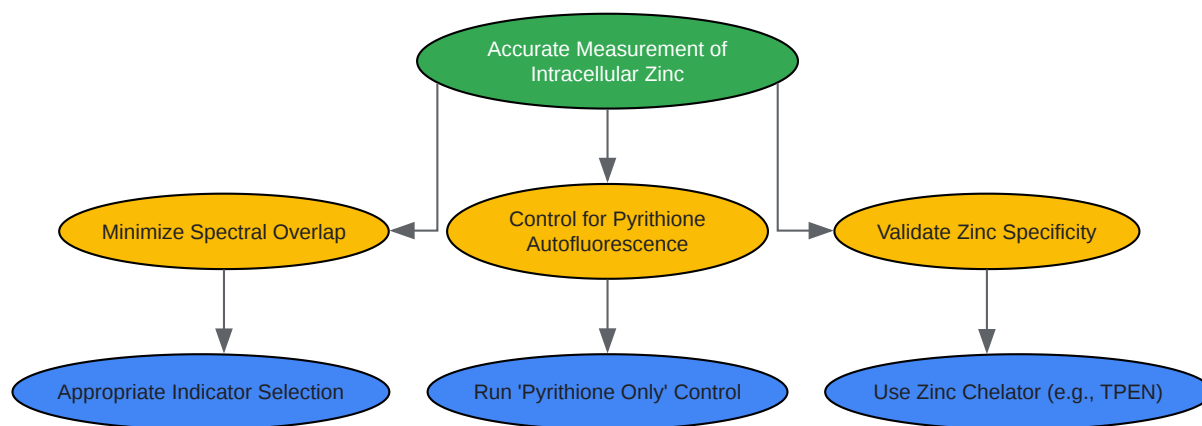 Accurate Measurement of
Intracellular Zinc
Minimize Spectral Overlap
Control for Pyrithione
Autofluorescence
Validate Zinc Specificity
Appropriate Indicator Selection
Run 'Pyrithione Only' Control
Use Zinc Chelator (e.g., TPEN)